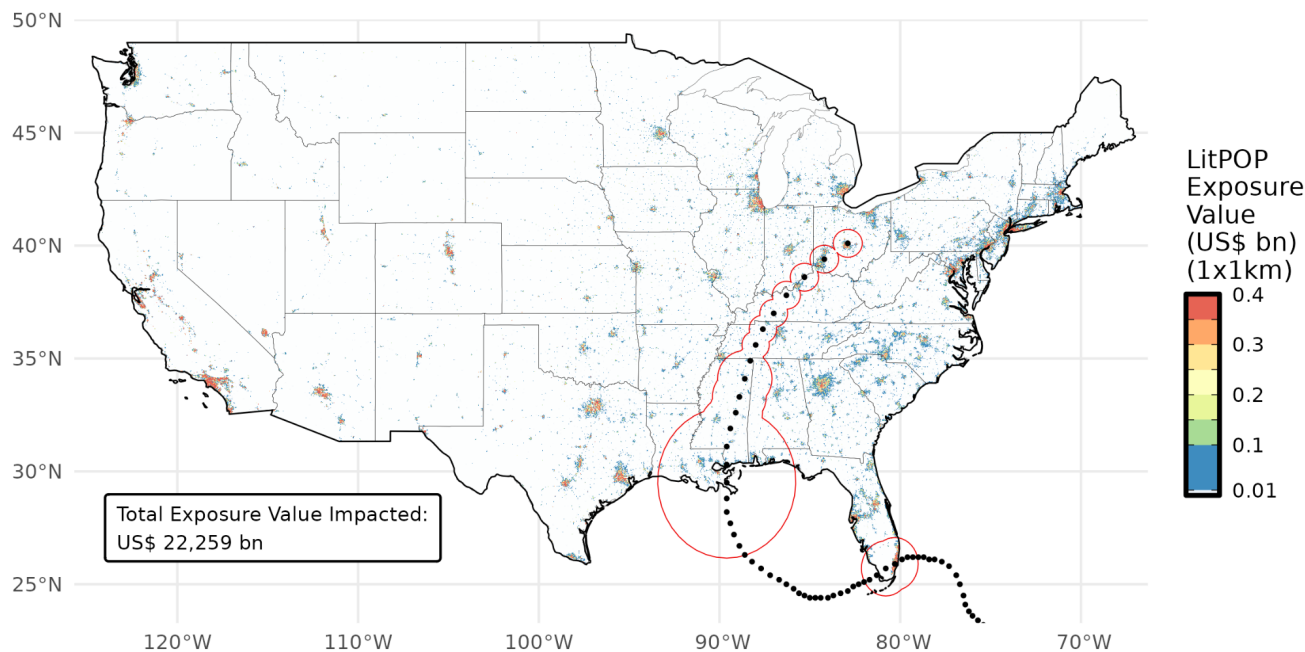 50°N
45°N
40°N
35°N
30°N
25°N
120°W
110°W
100°W
90°W
80°W
70°W
Total Exposure Value Impacted:
US$ 22,259 bn
LitPOP
Exposure
Value
(US$ bn)
(1x1km)
0.4
0.3
0.2
0.1
0.01